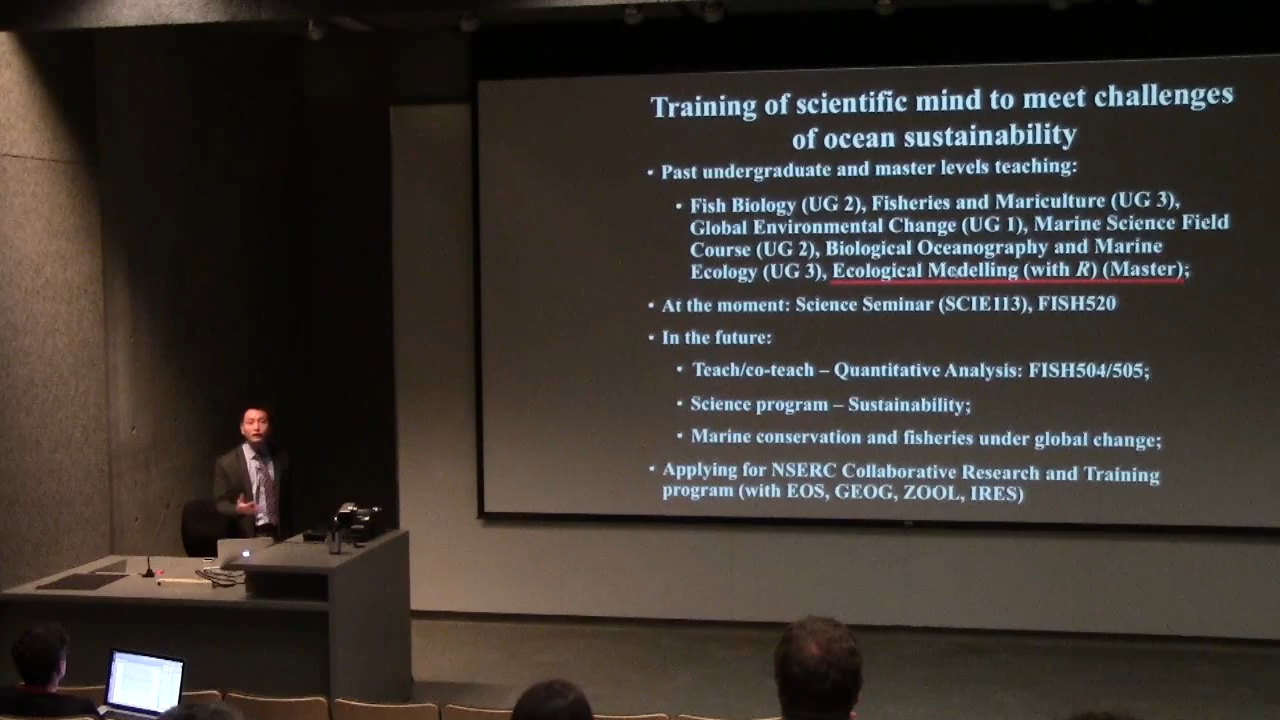 Training of scientific mind to meet challenges
of ocean sustainability
• Past undergraduate and master levels teaching:
• Fish Biology (UG 2), Fisheries and Mariculture (UG 3),
Global Environmental Change (UG 1), Marine Science Field
Course (UG 2), Biological Oceanography and Marine
Ecology (UG 3), Ecological Modelling (with R) (Master);
• At the moment: Science Seminar (SCIE113), FISH520
• In the future:
• Teach/co-teach – Quantitative Analysis: FISH504/505;
• Science program – Sustainability;
• Marine conservation and fisheries under global change;
• Applying for NSERC Collaborative Research and Training
program (with EOS, GEOG, ZOOL, IRES)